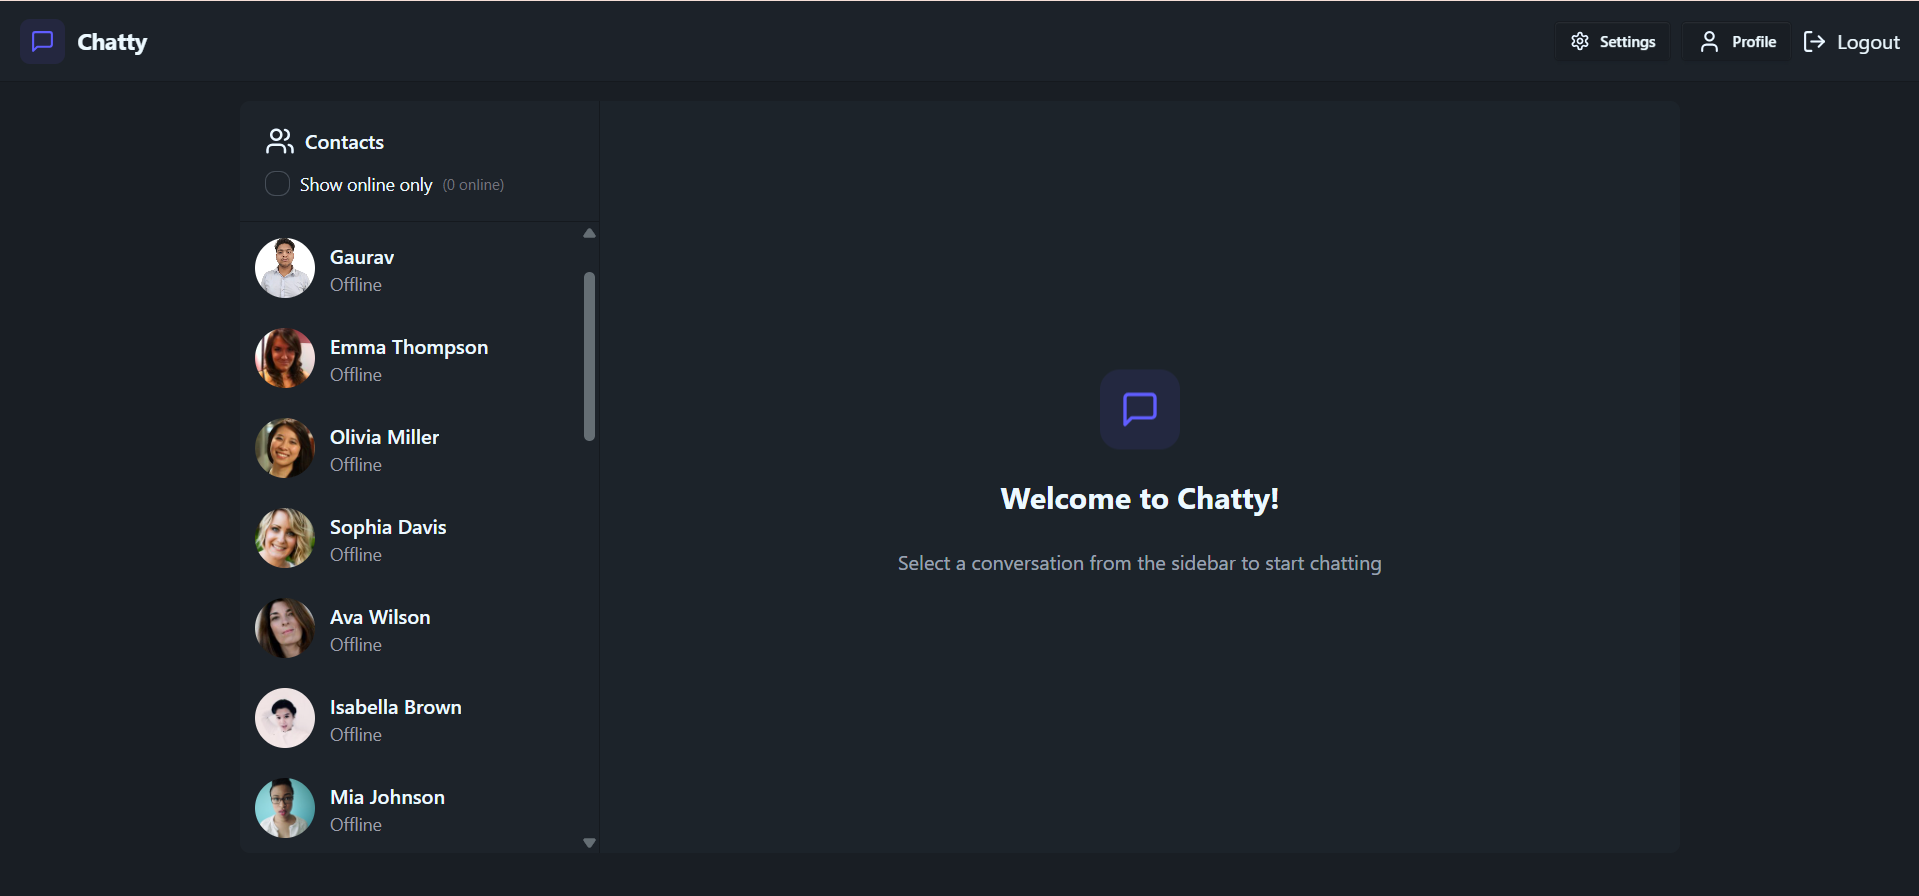 Chatty
Settings
Profile
Logout
Contacts
Show online only (0 online)
Gaurav
Offline
Emma Thompson
Offline
Olivia Miller
Offline
Sophia Davis
Offline
Ava Wilson
Offline
Isabella Brown
Offline
Mia Johnson
Offline
Welcome to Chatty!
Select a conversation from the sidebar to start chatting